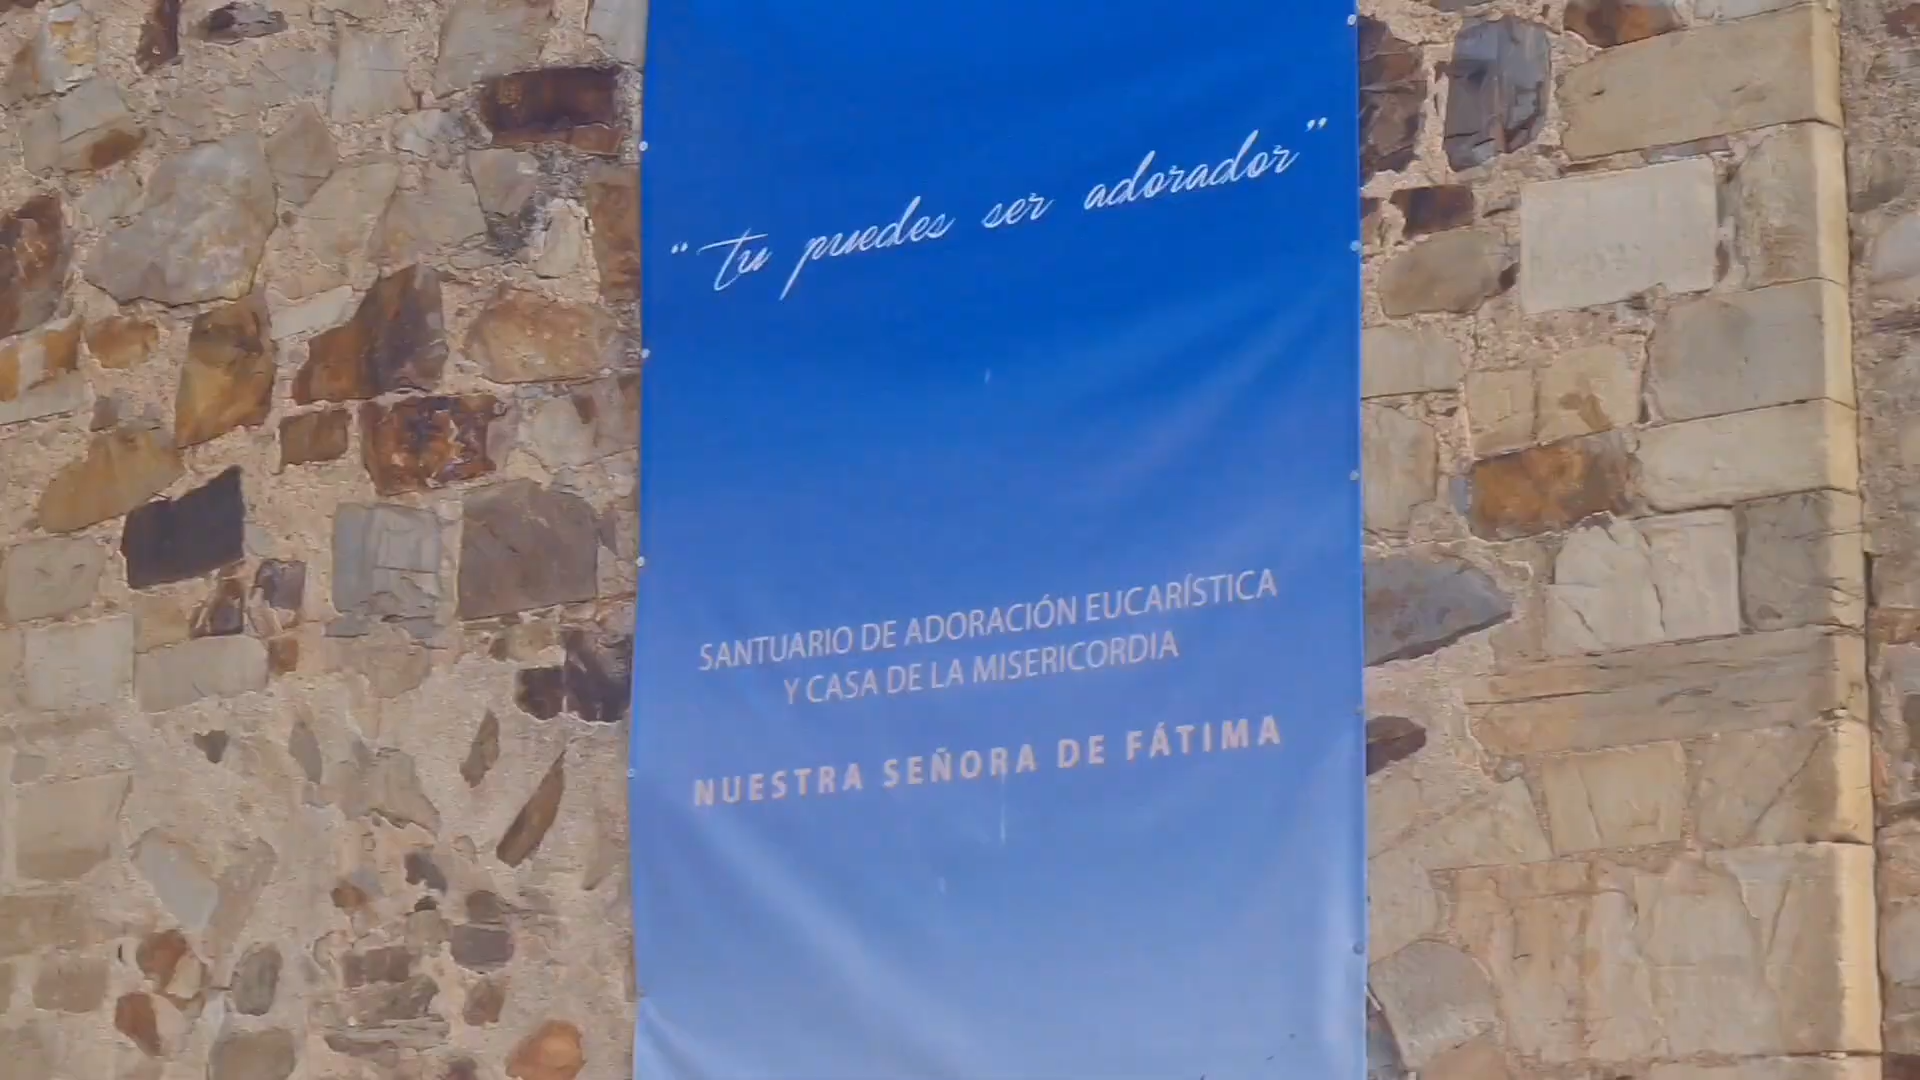 "tu puedes ser adorador"
SANTUARIO DE ADORACIÓN EUCARÍSTICA
Y CASA DE LA MISERICORDIA
NUESTRA SEÑORA DE FÁTIMA